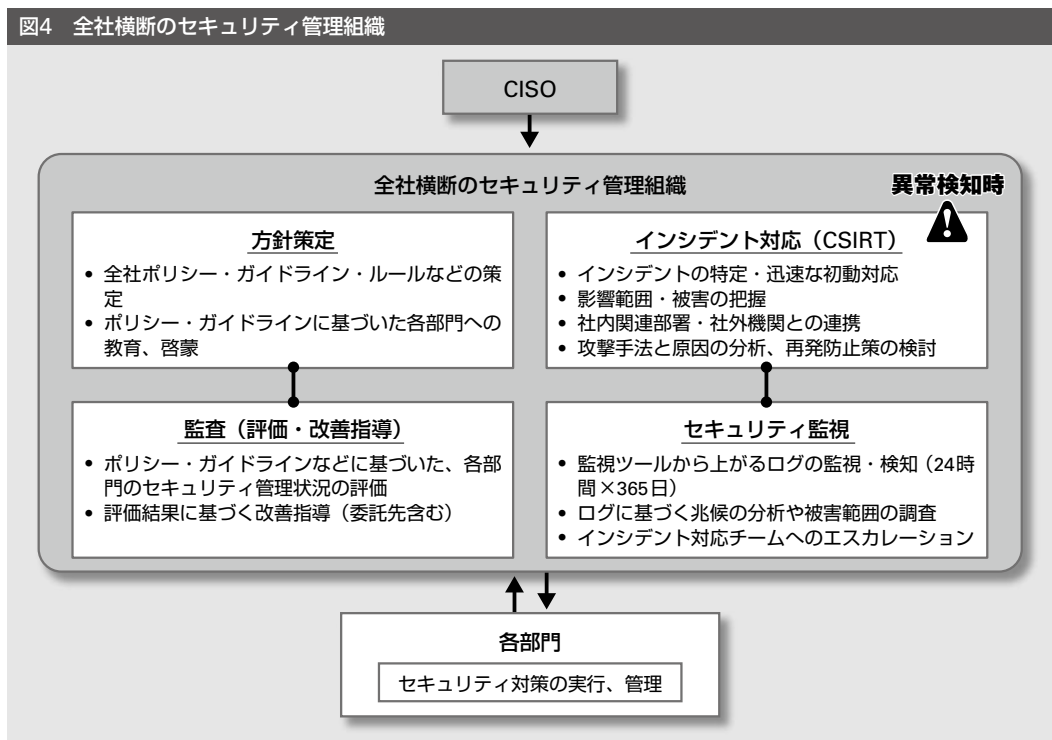 図4　全社横断のセキュリティ管理組織
CISO
全社横断のセキュリティ管理組織
異常検知時
方針策定
• 全社ポリシー・ガイドライン・ルールなどの策
定
• ポリシー・ガイドラインに基づいた各部門への
教育、啓蒙
インシデント対応（CSIRT）
• インシデントの特定・迅速な初動対応
• 影響範囲・被害の把握
• 社内関連部署・社外機関との連携
• 攻撃手法と原因の分析、再発防止策の検討
監査（評価・改善指導）
• ポリシー・ガイドラインなどに基づいた、各部
門のセキュリティ管理状況の評価
• 評価結果に基づく改善指導（委託先含む）
セキュリティ監視
• 監視ツールから上がるログの監視・検知（24時
間×365日）
• ログに基づく兆候の分析や被害範囲の調査
• インシデント対応チームへのエスカレーション
各部門
セキュリティ対策の実行、管理